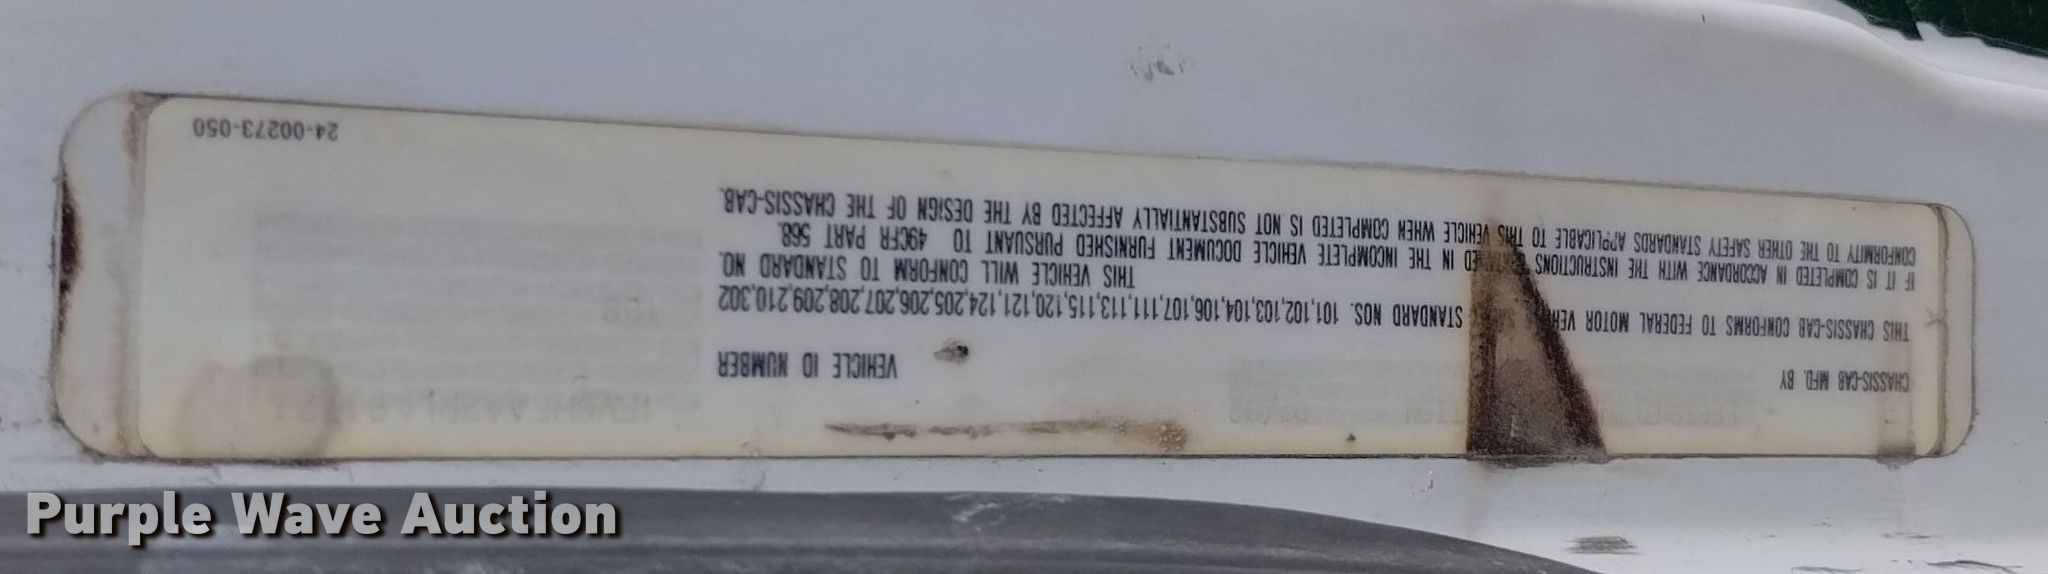 CHASSIS-CAB MFD. BY
VEHICLE ID NUMBER
THIS CHASSIS-CAB CONFORMS TO FEDERAL MOTOR STANDARD NOS. 101,102,103,104,106,107,111,113,115,120,121,124,205,206,207,208,209,210,302
THIS VEHICLE WILL CONFORM TO STANDARD NO.
IF IT IS COMPLETED IN ACCORDANCE WITH THE INSTRUCTIONS IN THE INCOMPLETE VEHICLE DOCUMENT FURNISHED PURSUANT TO 49CFR PART 568.
CONFORMITY TO THE OTHER SAFETY STANDARDS APPLICABLE TO THIS VEHICLE WHEN COMPLETED IS NOT SUBSTANTIALLY AFFECTED BY THE DESIGN OF THE CHASSIS-CAB.
24-00273-050
Purple Wave Auction